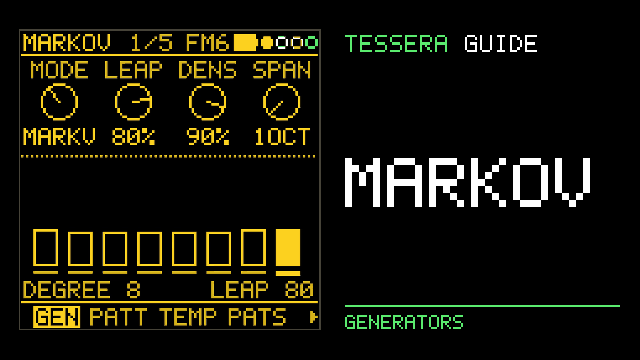 MARKOV 1/5 FM6
MODE LEAP DENS SPAN
MARKV 80% 90% 1OCT
DEGREE 8 LEAP 80
GEN PATT TEMP PATS
TESSERA GUIDE
MARKOV
GENERATORS